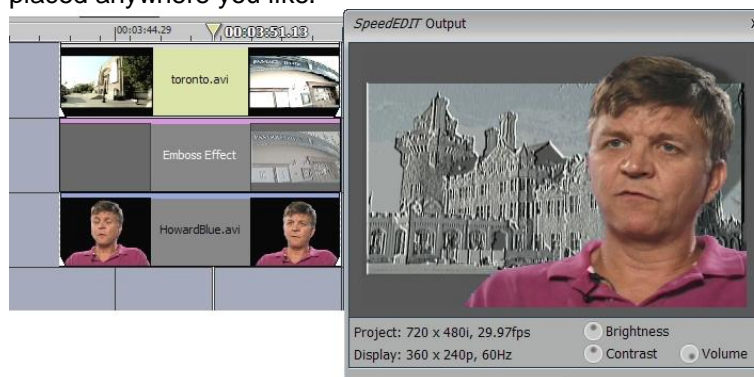 placed anywhere you like.
00:03:44.29
00:03:51.13
toronto.avi
Emboss Effect
HowardBlue.avi
SpeedEDIT Output
Project: 720 x 480i, 29.97fps
Brightness
Display: 360 x 240p, 60Hz
Contrast
Volume